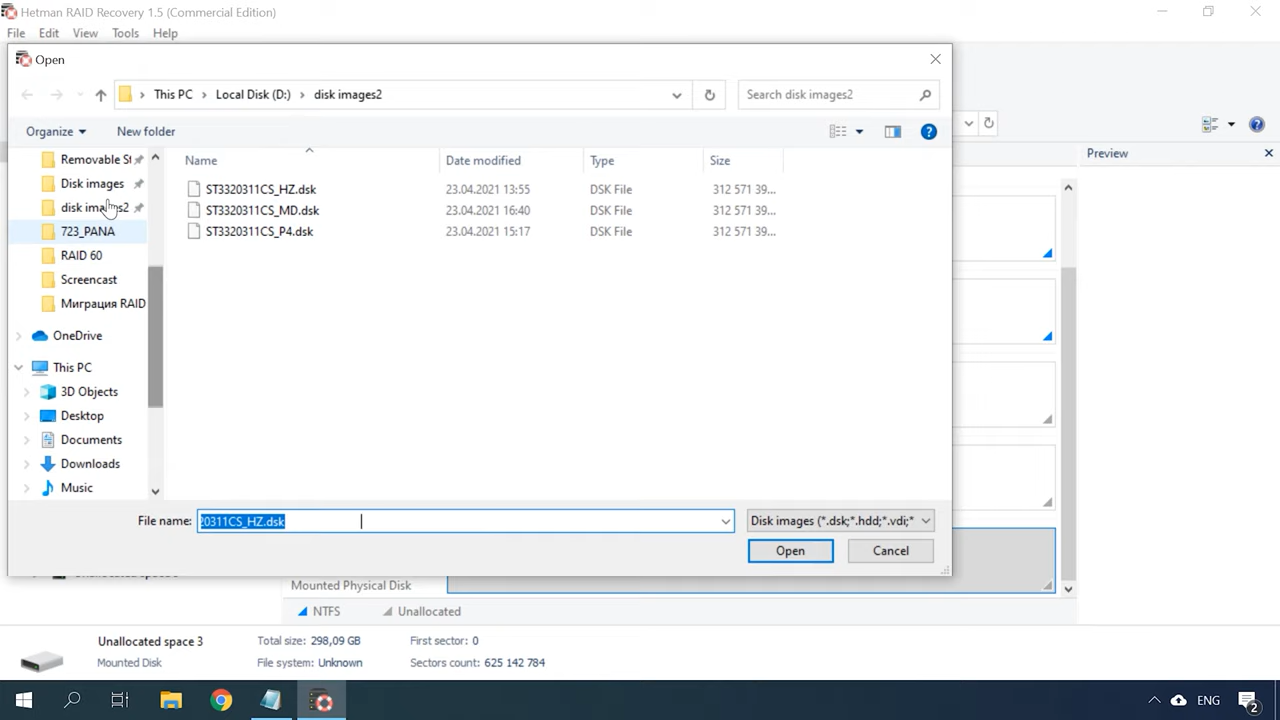 Hetman RAID Recovery 1.5 (Commercial Edition)
File Edit View Tools Help
Open
This PC Local Disk (D:) disk images2
Search disk images2
Organize New folder
Preview
Name Date modified Type Size
Removable St
Disk images
disk images2
723_PANA
RAID 60
Screencast
Миграция RAID
OneDrive
This PC
3D Objects
Desktop
Documents
Downloads
Music
ST3320311CS_HZ.dsk 23.04.2021 13:55 DSK File 312 571 39...
ST3320311CS_MD.dsk 23.04.2021 16:40 DSK File 312 571 39...
ST3320311CS_P4.dsk 23.04.2021 15:17 DSK File 312 571 39...
File name: 20311CS_HZ.dsk
Disk images (*.dsk;*.hdd;*.vdi;*
Open Cancel
Mounted Physical Disk
NTFS Unallocated
Unallocated space 3 Total size: 298,09 GB First sector: 0
Mounted Disk File system: Unknown Sectors count: 625 142 784
ENG
2